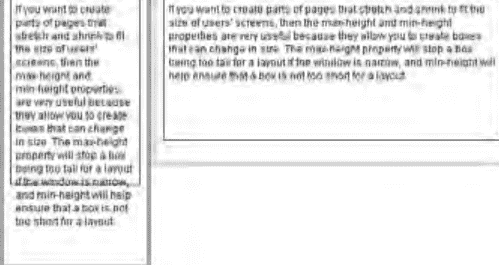 If you want to create
parts of pages that
stretch and shrink to fit
the size of users'
screens, then the
max-height and
min-height properties
are very useful because
they allow you to create
boxes that can change
in size. The max-height
property will stop a box
being too tall for a layout
if the window is narrow,
and min-height will help
ensure that a box is not
too short for a layout.
If you want to create parts of pages that stretch and shrink to fit the
size of users' screens, then the max-height and min-height
properties are very useful because they allow you to create boxes
that can change in size. The max-height property will stop a box
being too tall for a layout if the window is narrow, and min-height will
help ensure that a box is not too short for a layout.